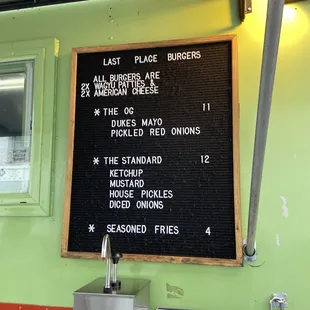 LAST PLACE BURGERS
ALL BURGERS ARE
2X WAGYU PATTIES &
2X AMERICAN CHEESE
* THE OG 11
DUKES MAYO
PICKLED RED ONIONS
* THE STANDARD 12
KETCHUP
MUSTARD
HOUSE PICKLES
DICED ONIONS
* SEASONED FRIES 4